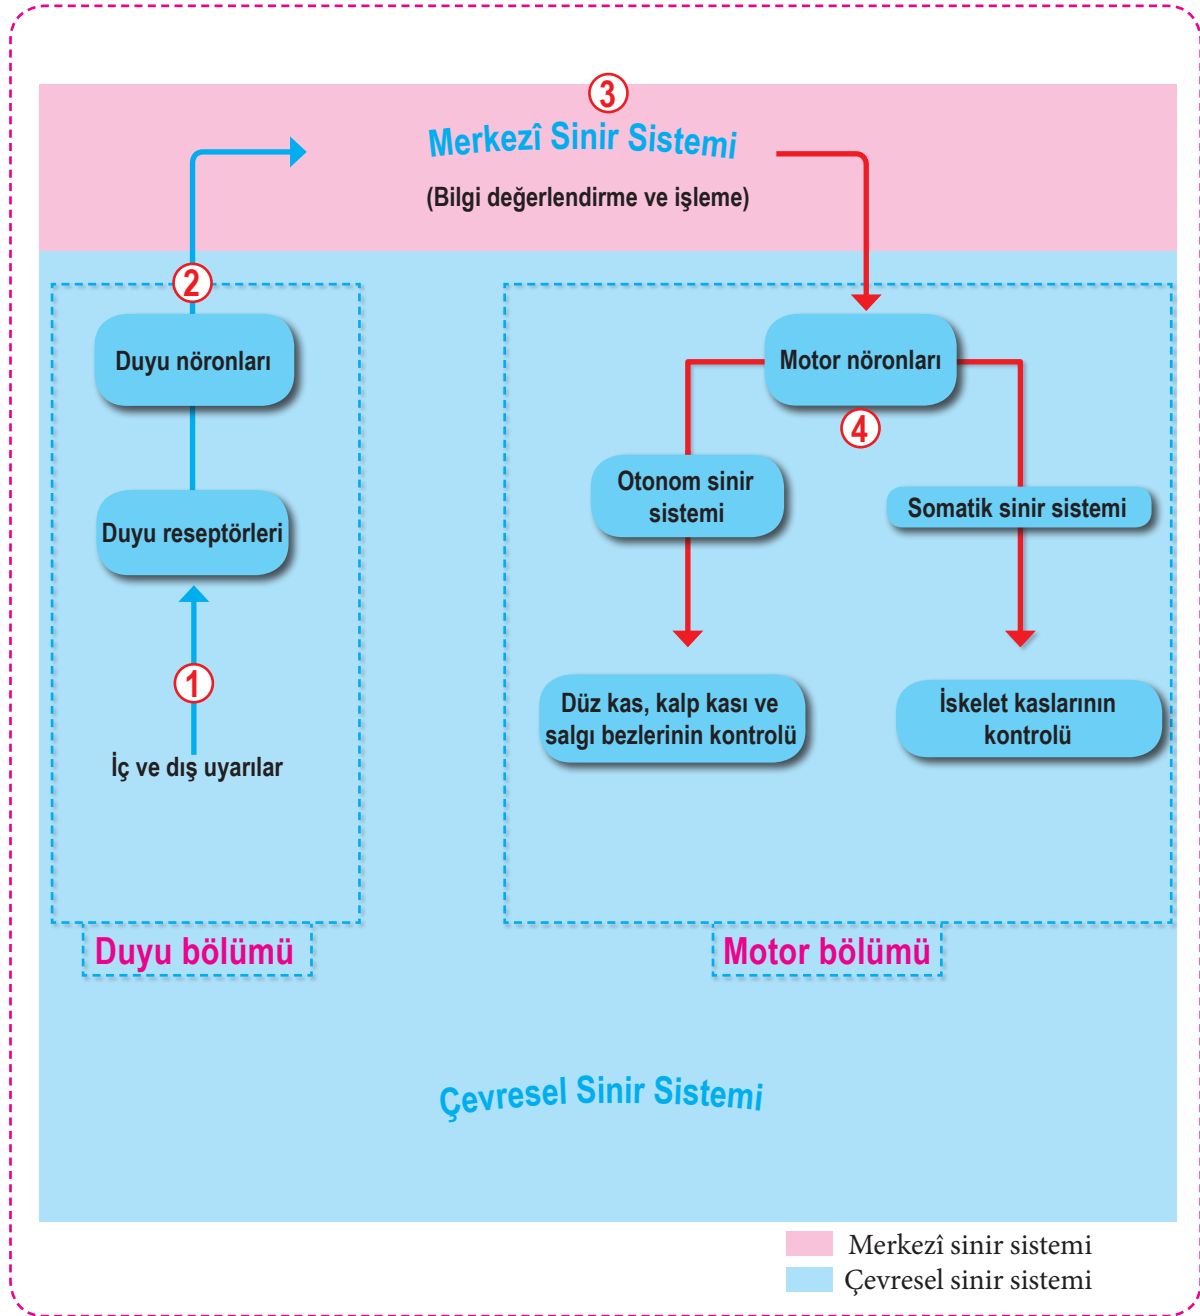 3
Merkezî Sinir Sistemi
(Bilgi değerlendirme ve işleme)
2
Duyu nöronları
Duyu reseptörleri
1
İç ve dış uyarılar
Duyu bölümü
Motor nöronları
4
Otonom sinir
sistemi
Somatik sinir sistemi
Düz kas, kalp kası ve
salgı bezlerinin kontrolü
İskelet kaslarının
kontrolü
Motor bölümü
Çevresel Sinir Sistemi
Merkezî sinir sistemi
Çevresel sinir sistemi